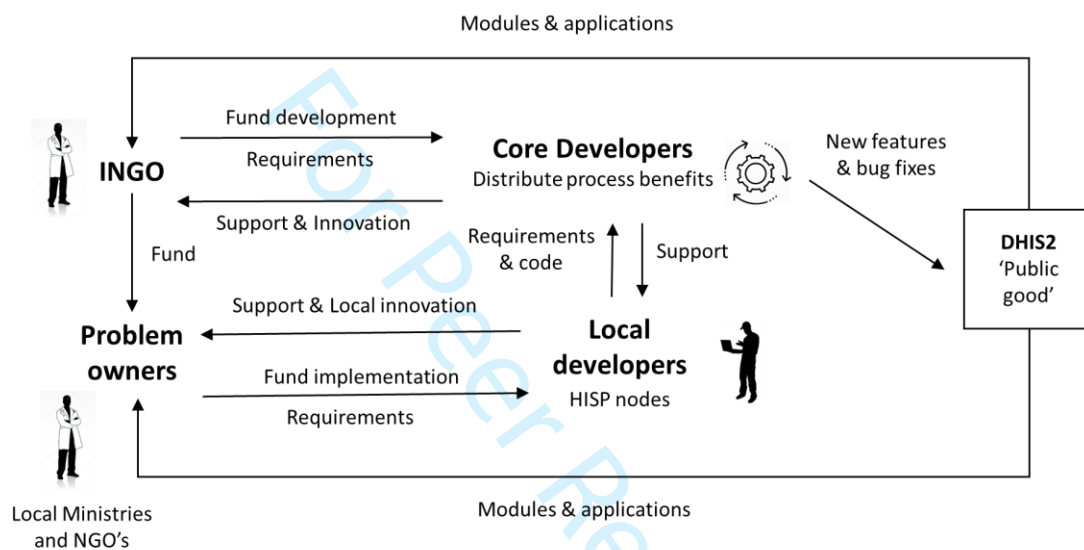 Modules & applications
Fund development
Requirements
INGO
Core Developers
Distribute process benefits
New features
& bug fixes
Support & Innovation
Requirements
& code
Support
Fund
DHIS2
'Public
good'
Support & Local innovation
Problem
owners
Local
developers
HISP nodes
Fund implementation
Requirements
Local Ministries
and NGO's
Modules & applications
For Peer Re